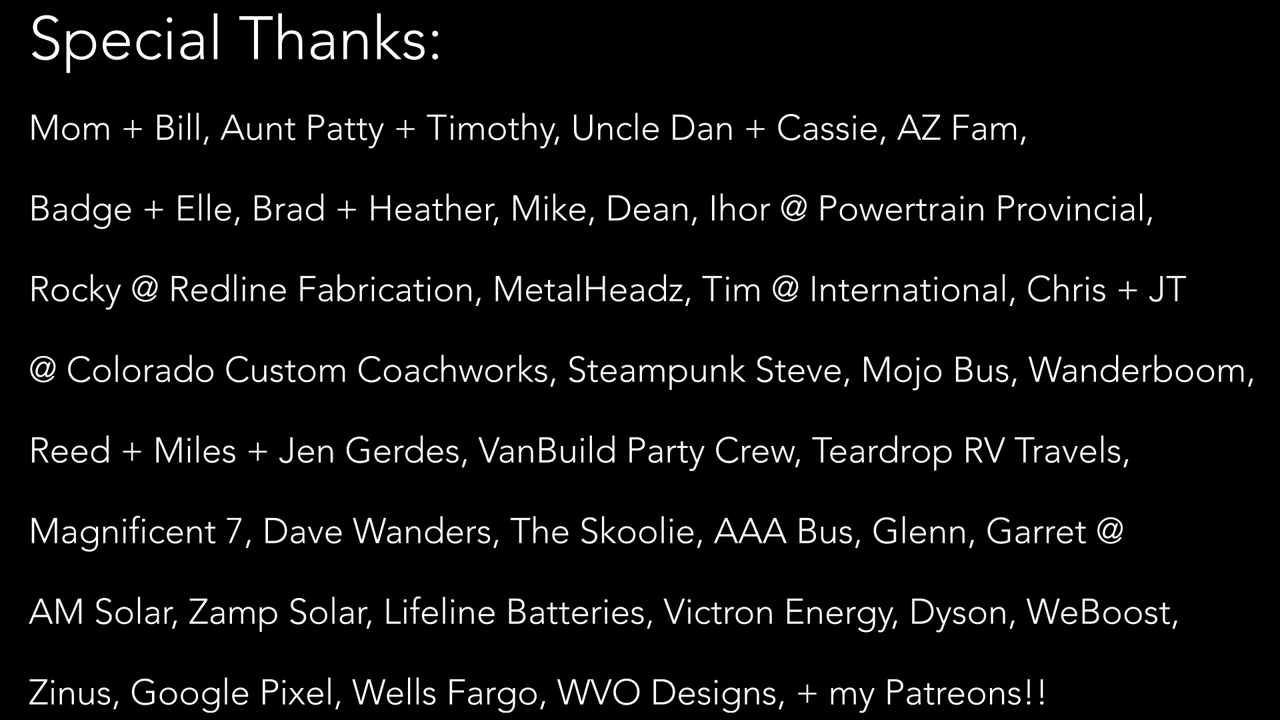 Special Thanks:
Mom + Bill, Aunt Patty + Timothy, Uncle Dan + Cassie, AZ Fam,
Badge + Elle, Brad + Heather, Mike, Dean, Ihor @ Powertrain Provincial,
Rocky @ Redline Fabrication, MetalHeadz, Tim @ International, Chris + JT
@ Colorado Custom Coachworks, Steampunk Steve, Mojo Bus, Wanderboom,
Reed + Miles + Jen Gerdes, VanBuild Party Crew, Teardrop RV Travels,
Magnificent 7, Dave Wanders, The Skoolie, AAA Bus, Glenn, Garret @
AM Solar, Zamp Solar, Lifeline Batteries, Victron Energy, Dyson, WeBoost,
Zinus, Google Pixel, Wells Fargo, WVO Designs, + my Patreons!!